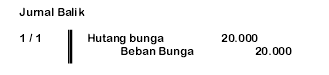 Jurnal Balik
1 / 1 Hutang bunga 20.000
Beban Bunga 20.000